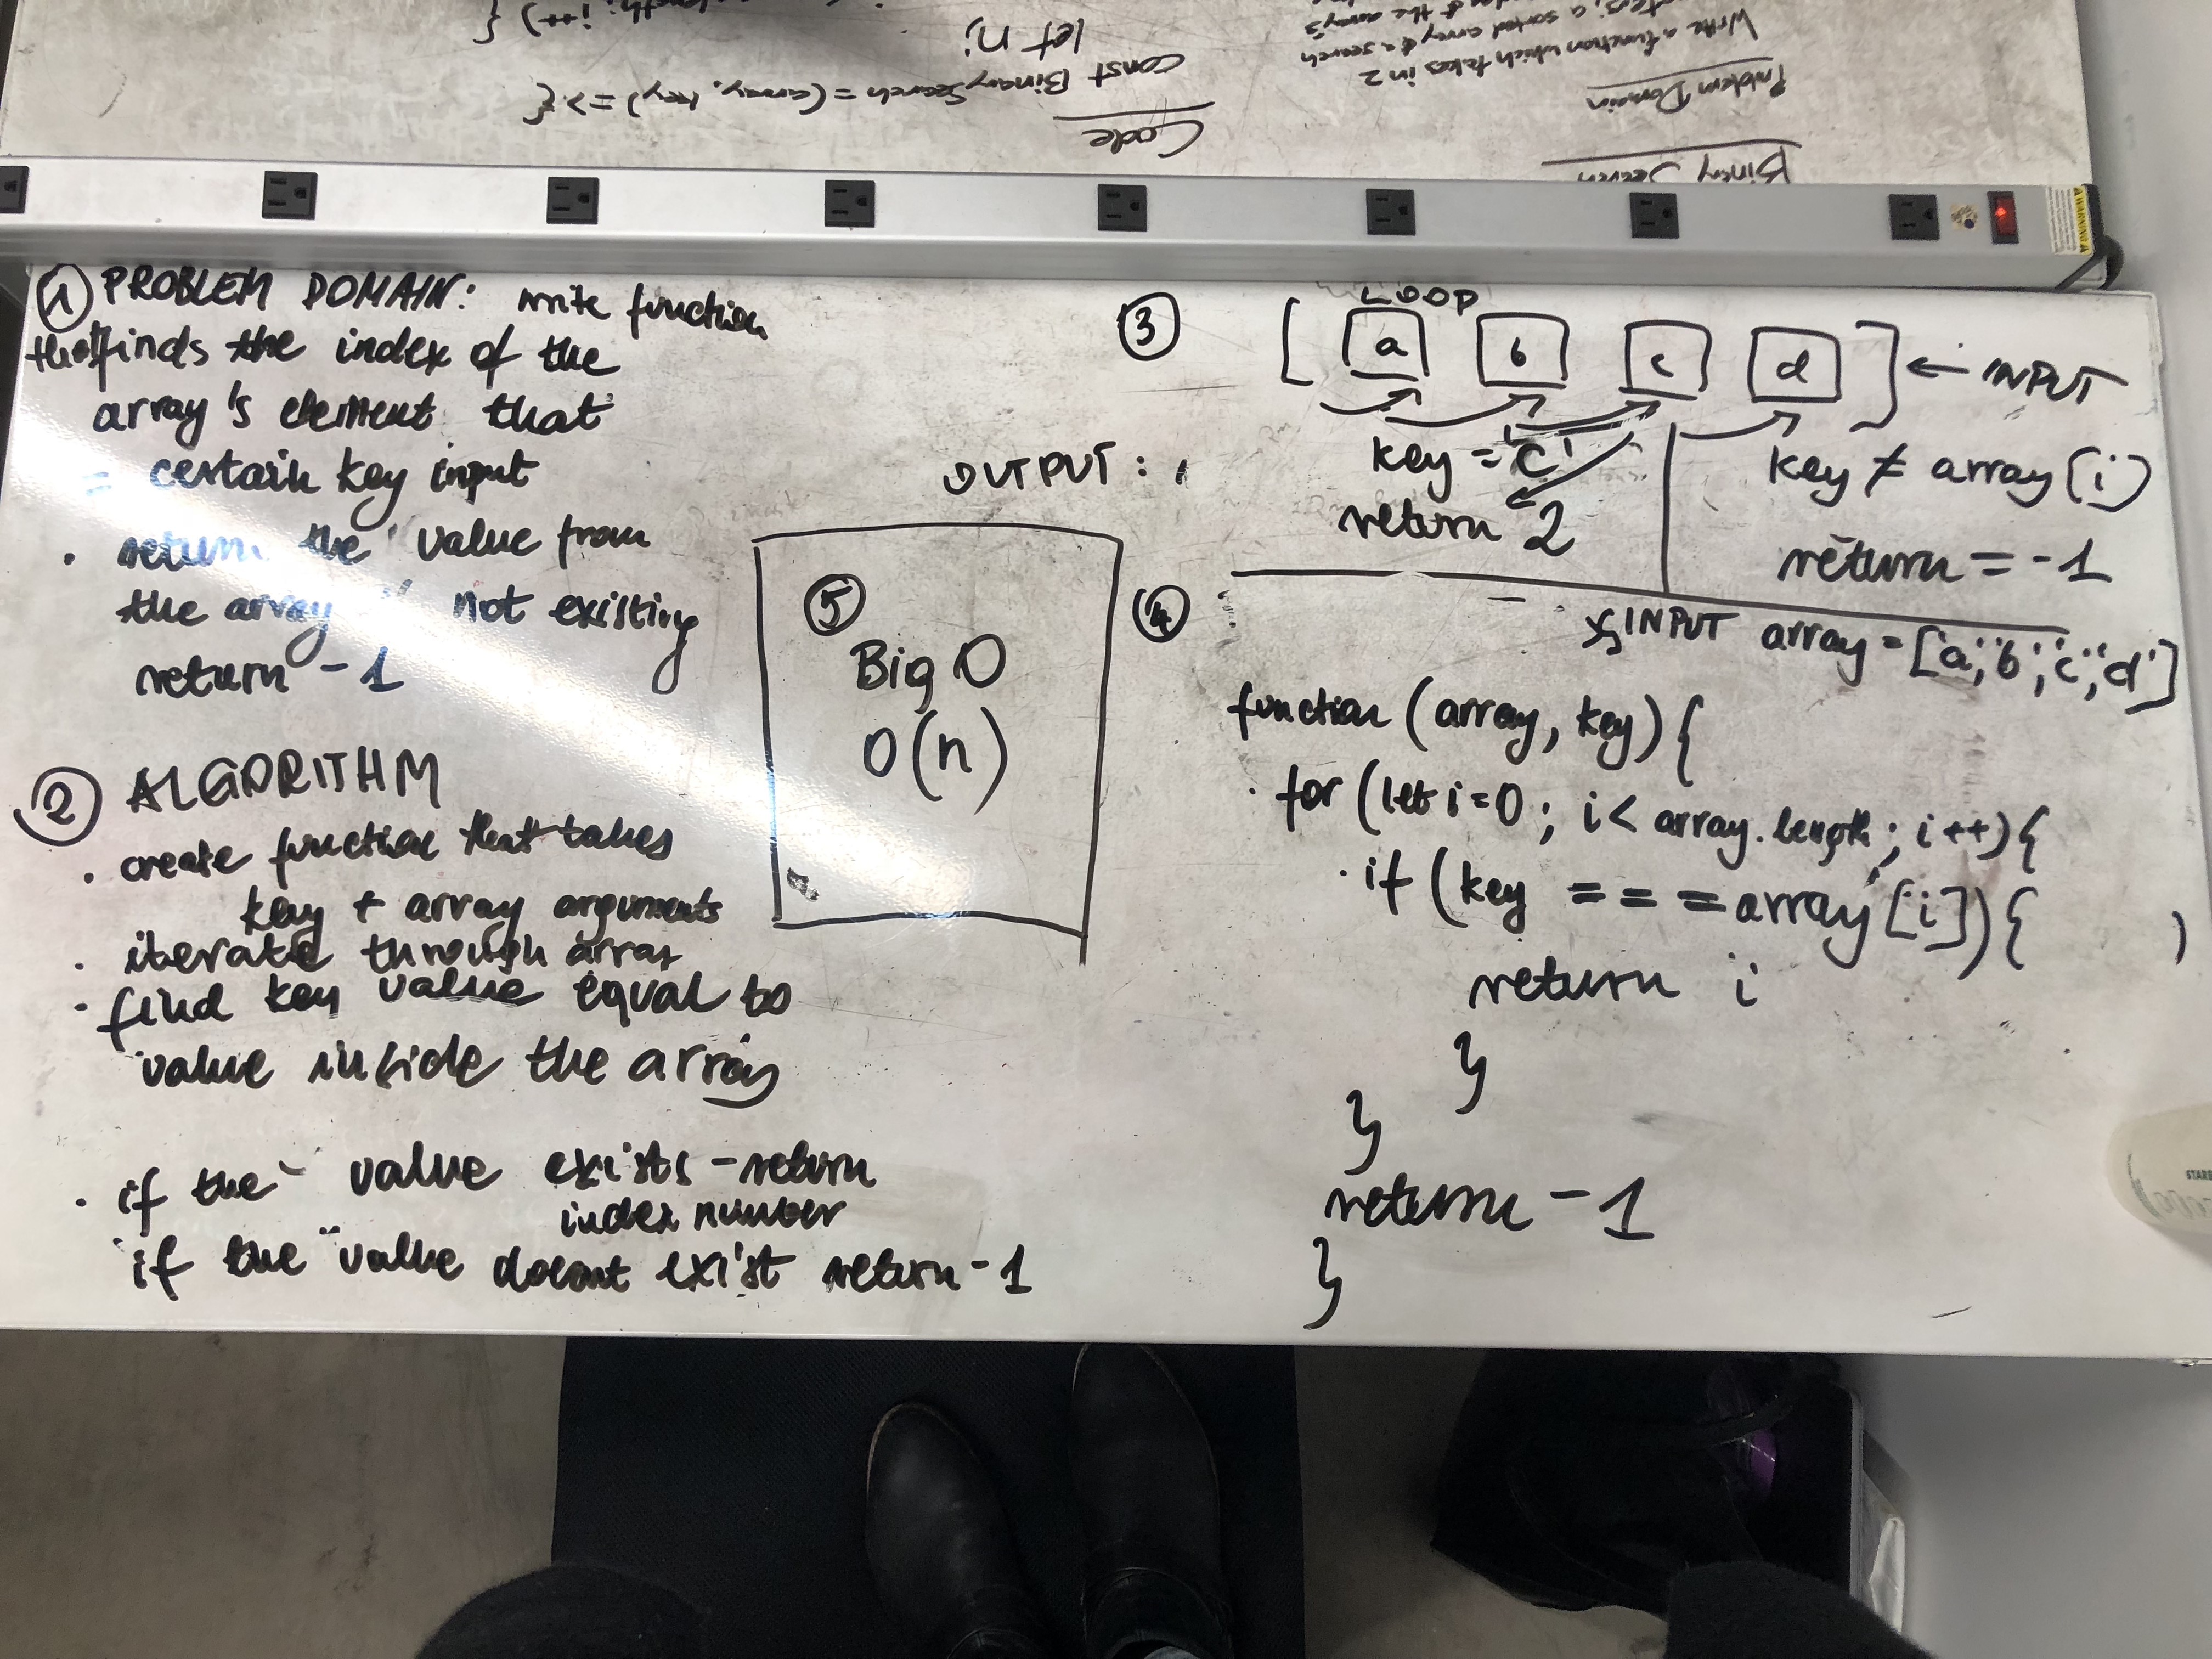 Binary Search
Problem Domain
Write a function which takes in 2
a sorted array & a search
of the array's
Code
const BinarySearch = (array, key) => {
let n;
i++) {
WARNING
① PROBLEM DOMAIN: write function
that finds the index of the
array's element that
= certain key input
· return the value from
the array not existing
return -1
② ALGORITHM
· create function that takes
key + array arguments
· iterate through array
· find key value equal to
value inside the array
· if the value exists - return
index number
if the value doesnt exist return -1
③ LOOP
[ a b c d ] ← INPUT
OUTPUT:
key = 'c'
return 2
key ≠ array(i)
return = -1
④ INPUT array = ['a','b','c','d']
function (array, key) {
· for (let i = 0; i < array.length; i++) {
· if (key === array[i]) {
return i
}
}
return -1
}
⑤
Big O
O(n)